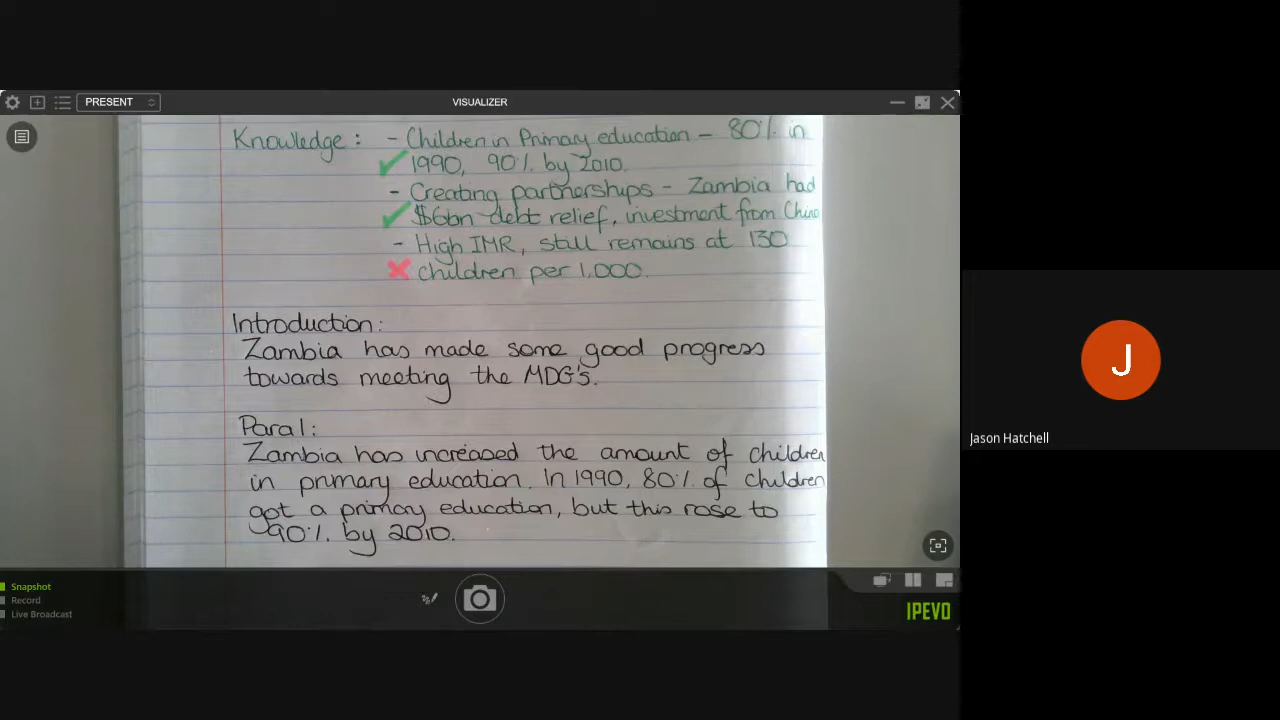 PRESENT
VISUALIZER
Knowledge : - Children in Primary education - 80% in
1990, 90% by 2010.
- Creating partnerships - Zambia had
$6bn debt relief, investment from China
- High IMR, still remains at 130
children per 1,000.
Introduction:
Zambia has made some good progress
towards meeting the MDG's.
Para1:
Zambia has increased the amount of children
in primary education. In 1990, 80% of children
got a primary education, but this rose to
90% by 2010.
Snapshot
Record
Live Broadcast
IPEVO
J
Jason Hatchell